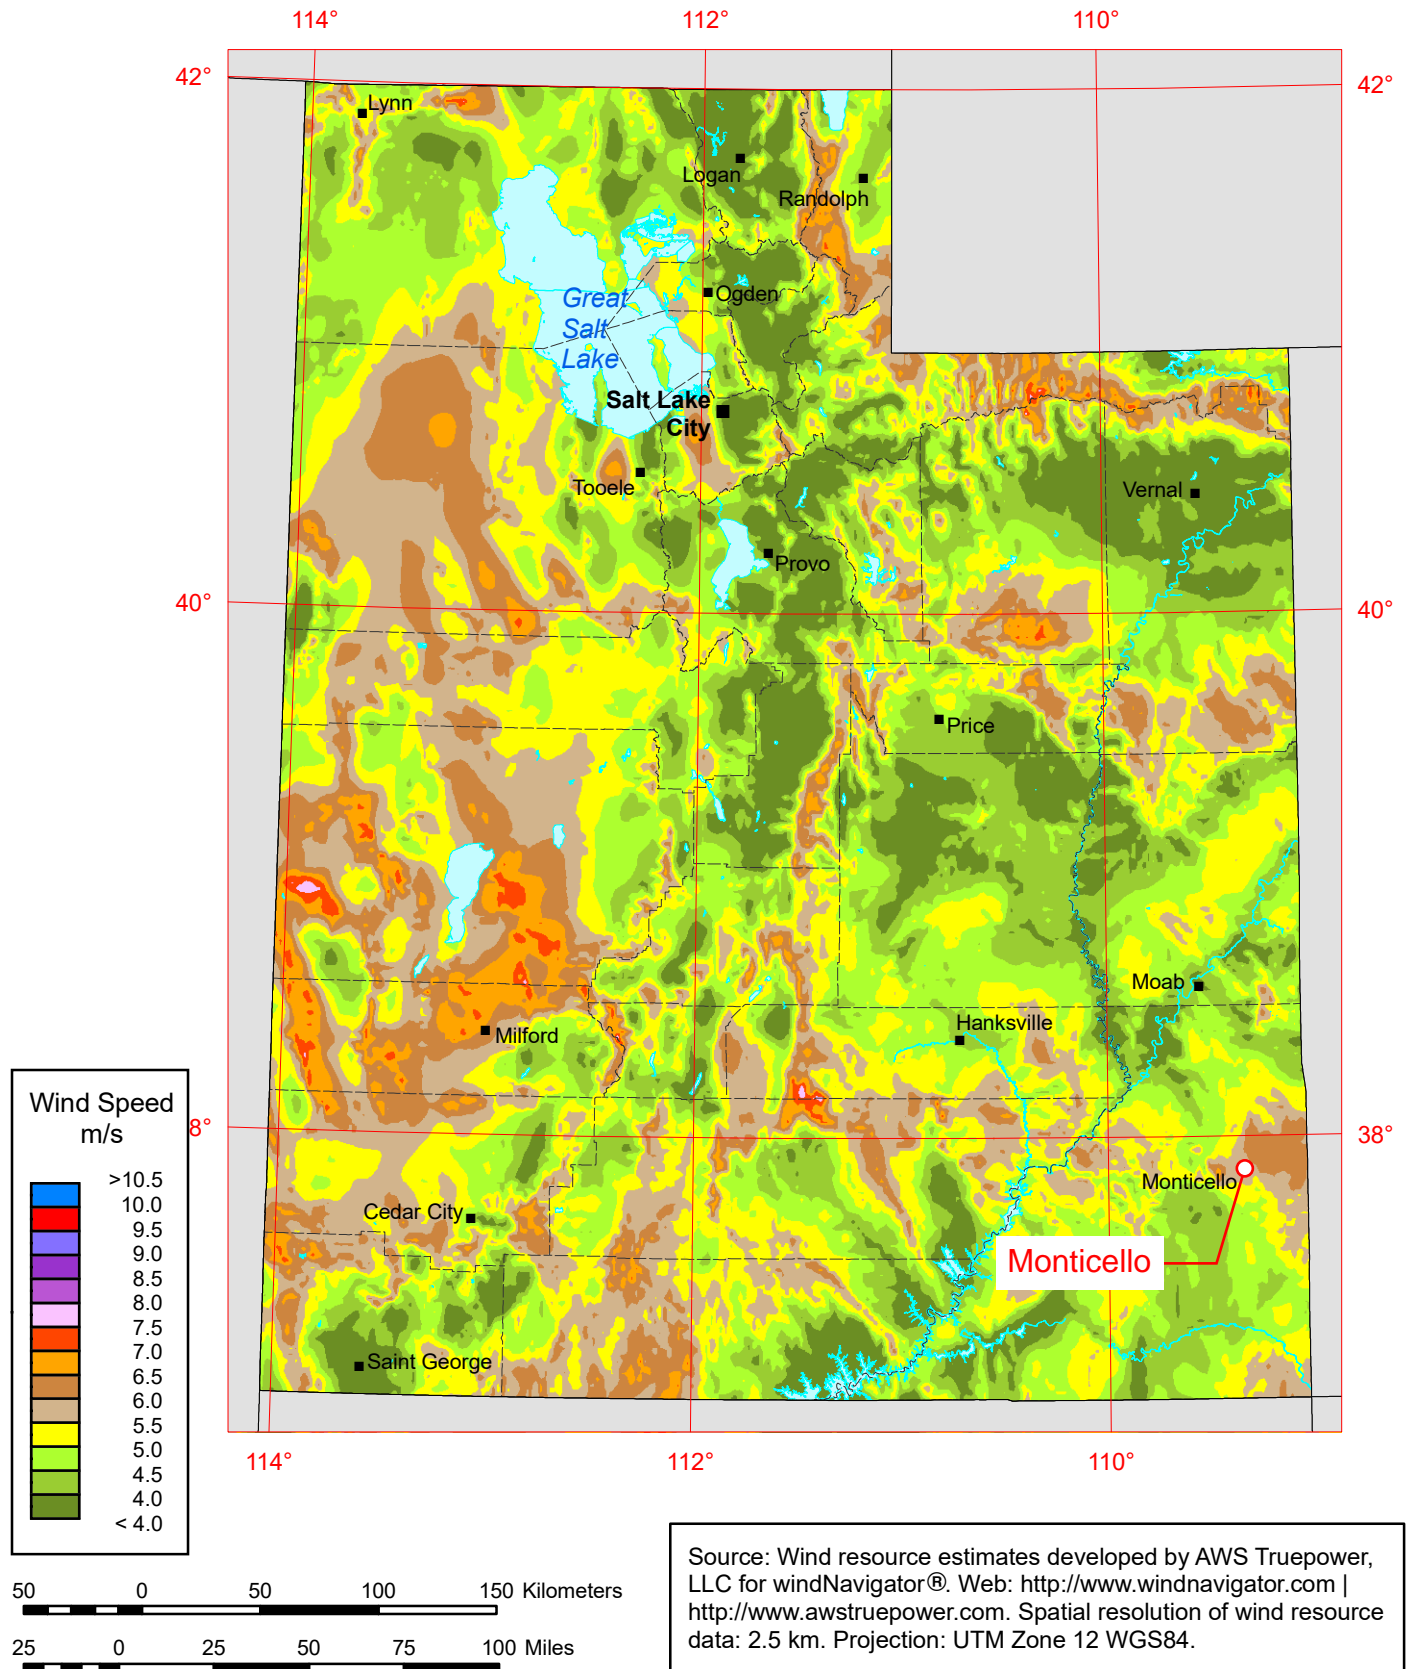 114°
112°
110°
42°
42°
Lynn
Logan
Randolph
Great
Salt
Lake
Ogden
Salt Lake
City
Tooele
Vernal
Provo
40°
40°
Price
Moab
Hanksville
Milford
Wind Speed
m/s
8°
38°
>10.5
10.0
9.5
9.0
8.5
8.0
7.5
7.0
6.5
6.0
5.5
5.0
4.5
4.0
< 4.0
Monticello
Cedar City
Monticello
Saint George
114°
112°
110°
Source: Wind resource estimates developed by AWS Truepower,
LLC for windNavigator®. Web: http://www.windnavigator.com |
http://www.awstruepower.com. Spatial resolution of wind resource
data: 2.5 km. Projection: UTM Zone 12 WGS84.
50 0 50 100 150 Kilometers
25 0 25 50 75 100 Miles